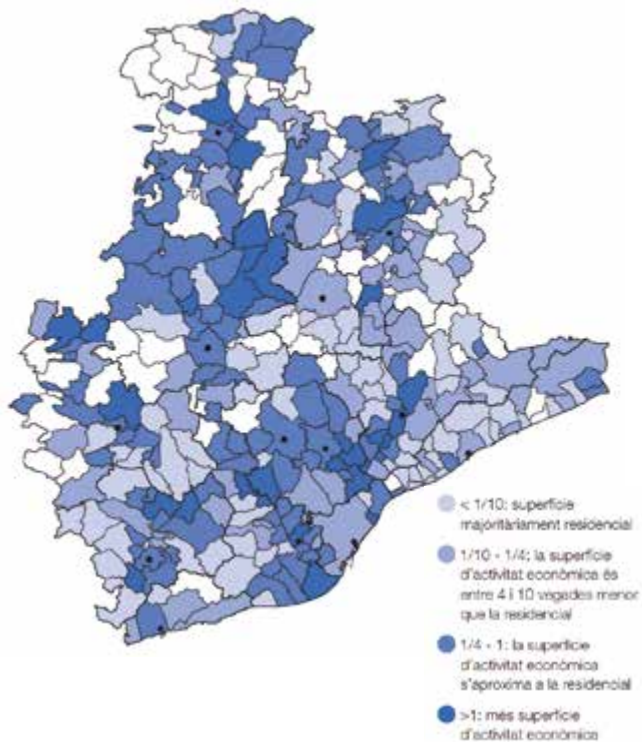 < 1/10: superfície
majoritàriament residencial
1/10 - 1/4: la superfície
d'activitat econòmica és
entre 4 i 10 vegades menor
que la residencial
1/4 - 1: la superfície
d'activitat econòmica
s'aproxima a la residencial
>1: més superfície
d'activitat econòmica